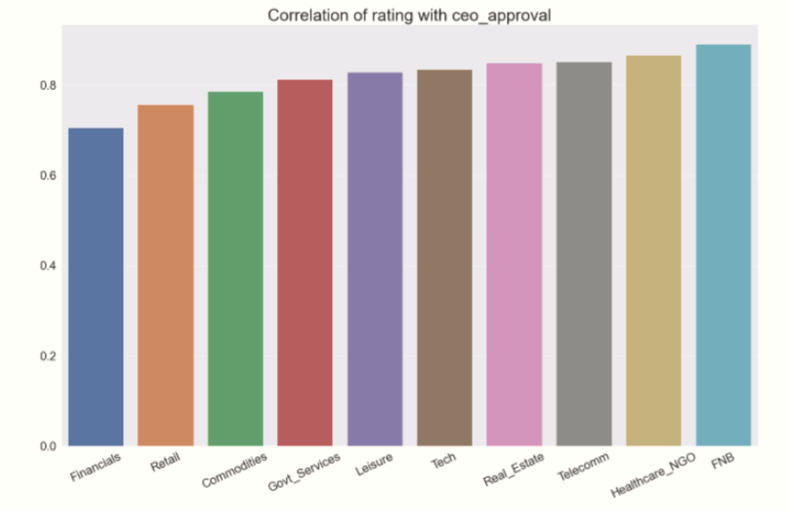 Correlation of rating with ceo_approval
0.8
0.6
0.4
0.2
0.0
Financials
Retail
Commodities
Govt_Services
Leisure
Tech
Real_Estate
Telecomm
Healthcare_NGO
FNB